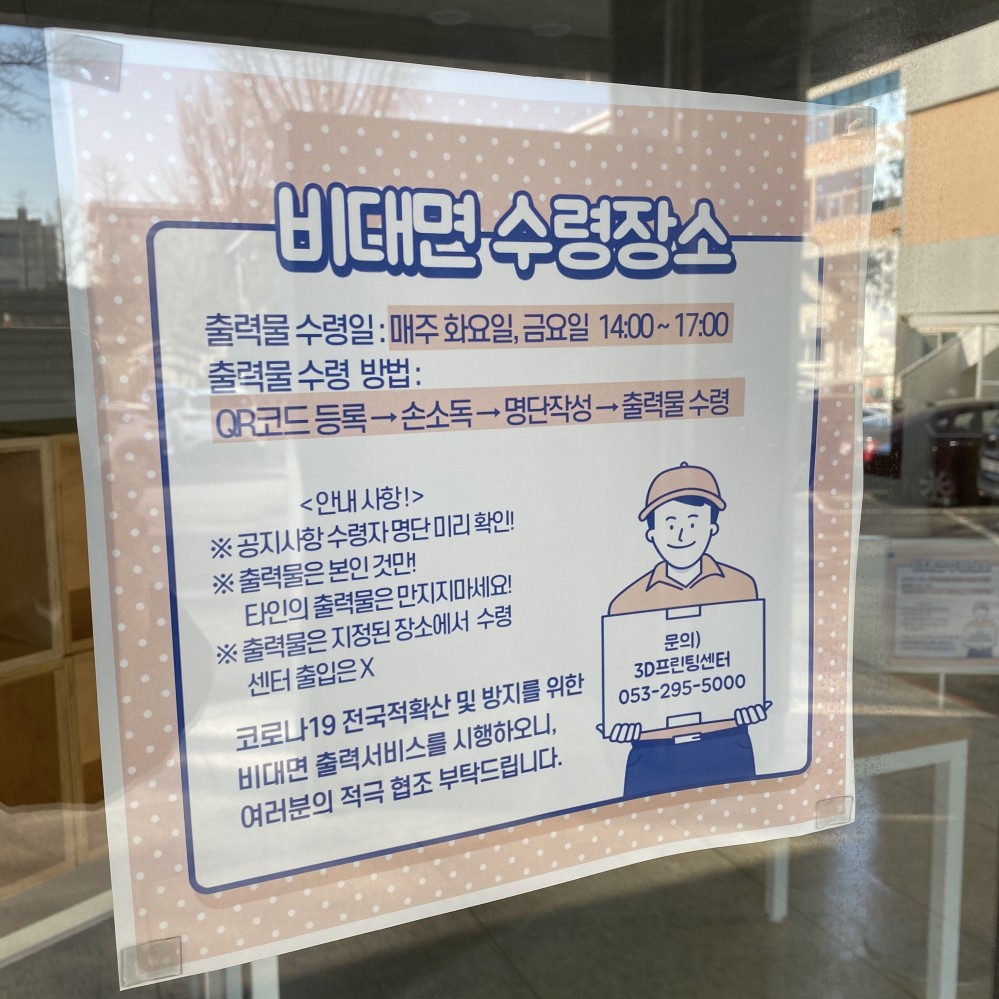 비대면 수령장소
출력물 수령일 : 매주 화요일, 금요일 14:00 ~ 17:00
출력물 수령 방법 :
QR코드 등록 → 손소독 → 명단작성 → 출력물 수령
<안내 사항!>
※ 공지사항 수령자 명단 미리 확인!
※ 출력물은 본인 것만!
타인의 출력물은 만지지마세요!
※ 출력물은 지정된 장소에서 수령
센터 출입은 X
코로나19 전국적확산 및 방지를 위한
비대면 출력서비스를 시행하오니,
여러분의 적극 협조 부탁드립니다.
문의)
3D프린팅센터
053-295-5000